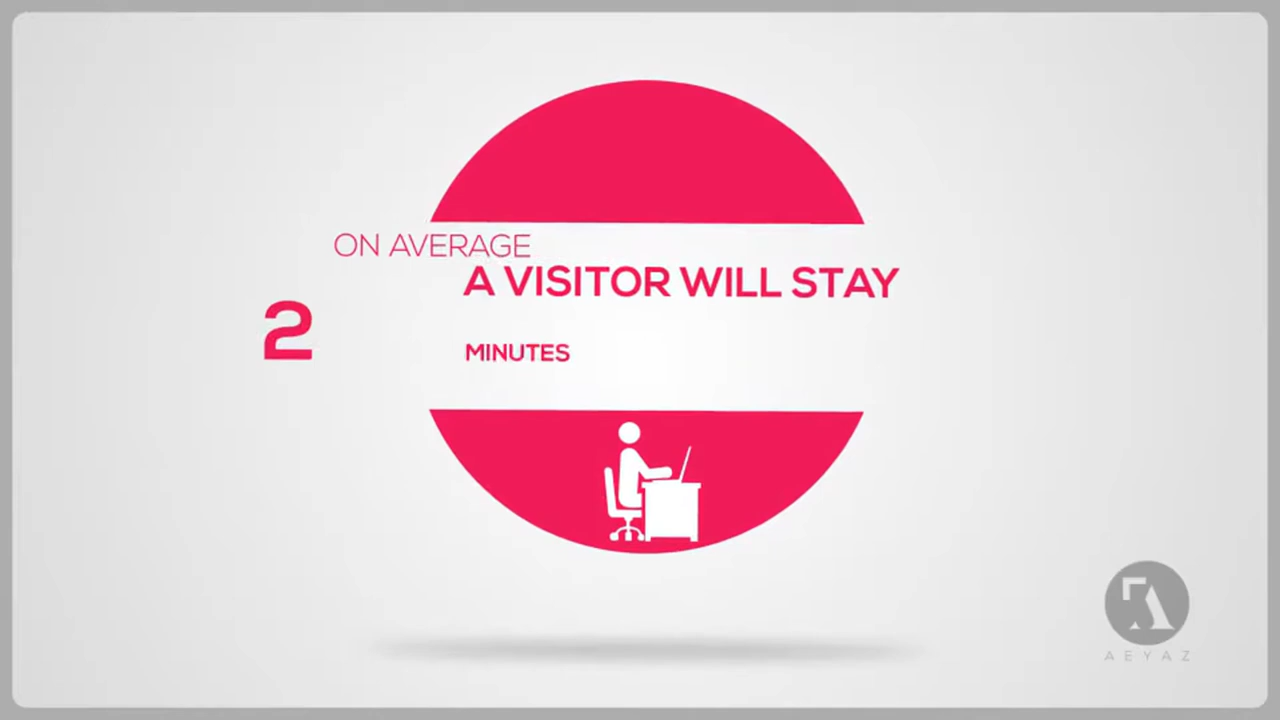 ON AVERAGE
A VISITOR WILL STAY
2
MINUTES
AEYAZ